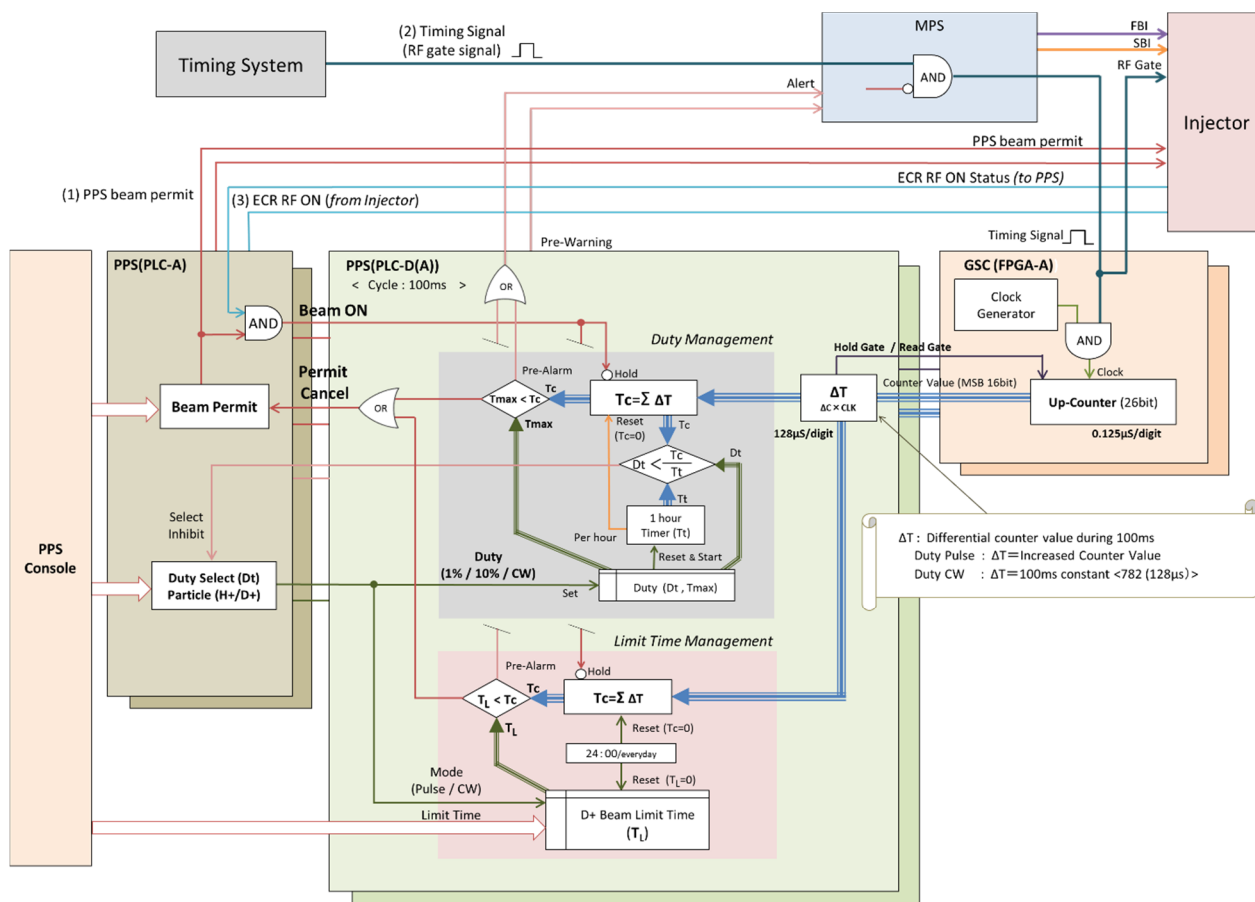 (2) Timing Signal
(RF gate signal)
Timing System
MPS
AND
Alert
FBI
SBI
RF Gate
Injector
PPS beam permit
(1) PPS beam permit
ECR RF ON Status (to PPS)
(3) ECR RF ON (from Injector)
Pre-Warning
Timing Signal
PPS(PLC-A)
PPS(PLC-D(A))
< Cycle : 100ms >
OR
GSC (FPGA-A)
Clock
Generator
AND
Beam ON
AND
Duty Management
Hold Gate / Read Gate
Clock
Permit
Cancel
Pre-Alarm
Hold
Tc
Beam Permit
OR
Tmax < Tc
Tc=Σ ΔT
ΔT
ΔC×CLK
Counter Value (MSB 16bit)
Up-Counter (26bit)
Tmax
Reset
(Tc=0)
Tc
128μS/digit
0.125μS/digit
Dt < Tc
Tt
Dt
Tt
Select
Inhibit
1 hour
Timer (Tt)
Per hour
PPS
Console
Reset & Start
Duty Select (Dt)
Particle (H+/D+)
Duty
(1% / 10% / CW)
Set
Duty (Dt , Tmax)
ΔT : Differential counter value during 100ms
Duty Pulse : ΔT=Increased Counter Value
Duty CW : ΔT=100ms constant <782 (128μs)>
Limit Time Management
Pre-Alarm
Hold
Tc
T_L < Tc
Tc=Σ ΔT
T_L
Reset (Tc=0)
24:00/everyday
Mode
(Pulse / CW)
Reset (T_L=0)
Limit Time
D+ Beam Limit Time
(T_L)